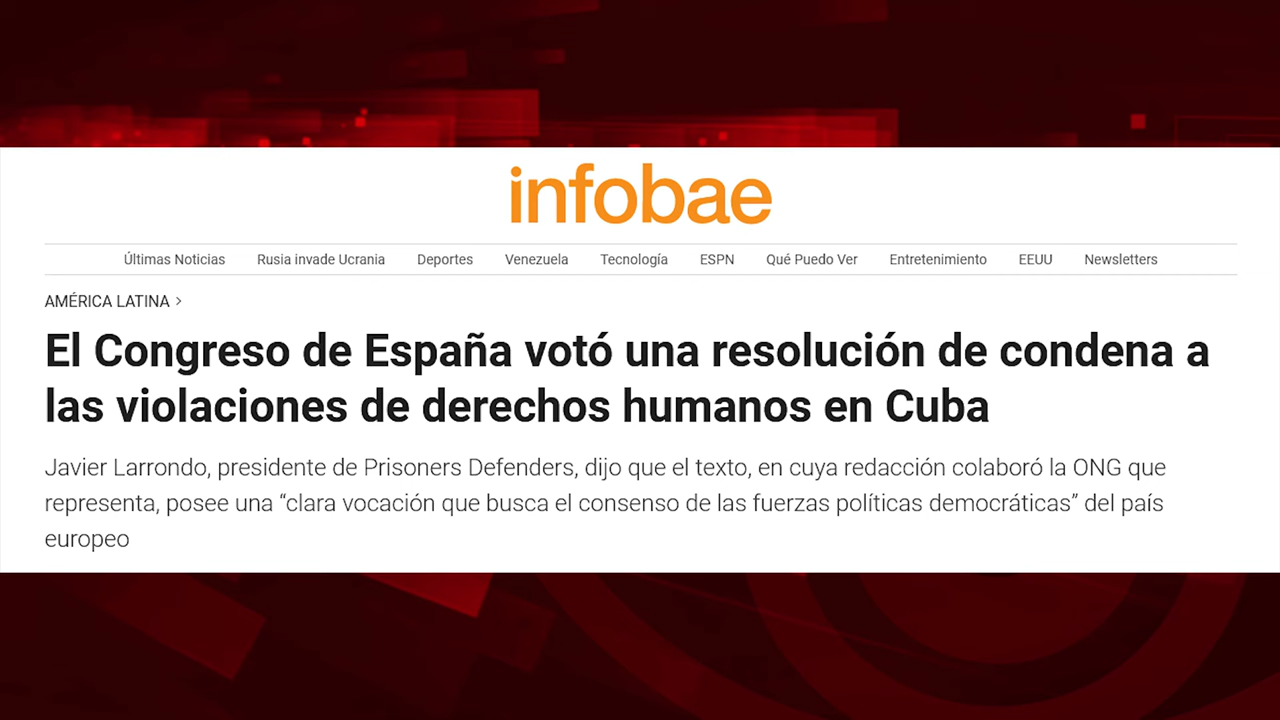 infobae
Últimas Noticias Rusia invade Ucrania Deportes Venezuela Tecnología ESPN Qué Puedo Ver Entretenimiento EEUU Newsletters
AMÉRICA LATINA >
El Congreso de España votó una resolución de condena a
las violaciones de derechos humanos en Cuba
Javier Larrondo, presidente de Prisoners Defenders, dijo que el texto, en cuya redacción colaboró la ONG que
representa, posee una “clara vocación que busca el consenso de las fuerzas políticas democráticas” del país
europeo